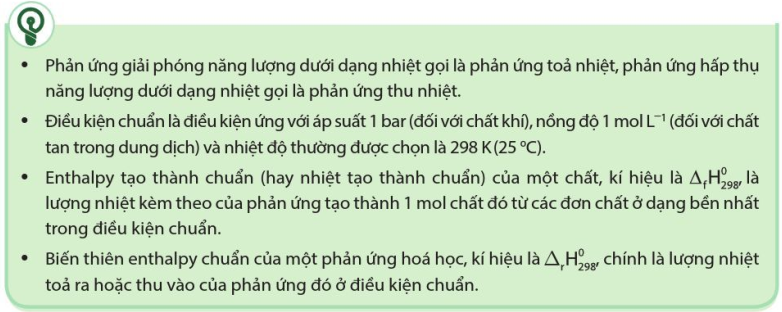 • Phản ứng giải phóng năng lượng dưới dạng nhiệt gọi là phản ứng toả nhiệt, phản ứng hấp thụ
năng lượng dưới dạng nhiệt gọi là phản ứng thu nhiệt.
• Điều kiện chuẩn là điều kiện ứng với áp suất 1 bar (đối với chất khí), nồng độ 1 mol L⁻¹ (đối với chất
tan trong dung dịch) và nhiệt độ thường được chọn là 298 K (25 ºC).
• Enthalpy tạo thành chuẩn (hay nhiệt tạo thành chuẩn) của một chất, kí hiệu là Δ_fH⁰₂₉₈, là
lượng nhiệt kèm theo của phản ứng tạo thành 1 mol chất đó từ các đơn chất ở dạng bền nhất
trong điều kiện chuẩn.
• Biến thiên enthalpy chuẩn của một phản ứng hoá học, kí hiệu là Δ_rH⁰₂₉₈, chính là lượng nhiệt
toả ra hoặc thu vào của phản ứng đó ở điều kiện chuẩn.